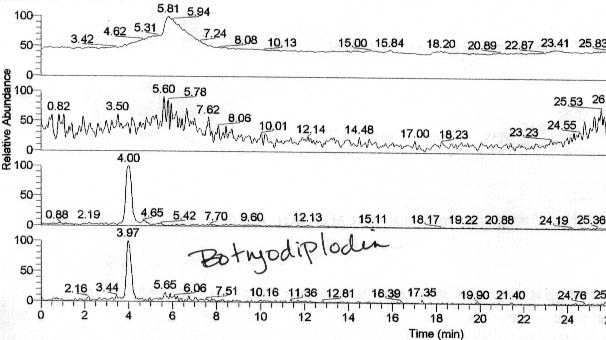 5.81
5.94
4.62 5.31
3.42 7.24 8.08 10.13 15.00 15.84 18.20 20.89 22.87 23.41 25.83
100
50
0
5.60 5.78
0.82 3.50 7.62 8.06 10.01 12.14 14.48 17.00 18.23 23.23 24.55 25.53 26
100
50
0
4.00
0.88 2.19 4.65 5.42 7.70 9.60 12.13 15.11 18.17 19.22 20.88 24.19 25.36
100
50
0
3.97
Botryodiplodin
2.16 3.44 5.65 6.06 7.51 10.16 11.36 12.81 16.39 17.35 19.90 21.40 24.76 25
100
50
0
0 2 4 6 8 10 12 14 16 18 20 22 24 26
Relative Abundance
Time (min)